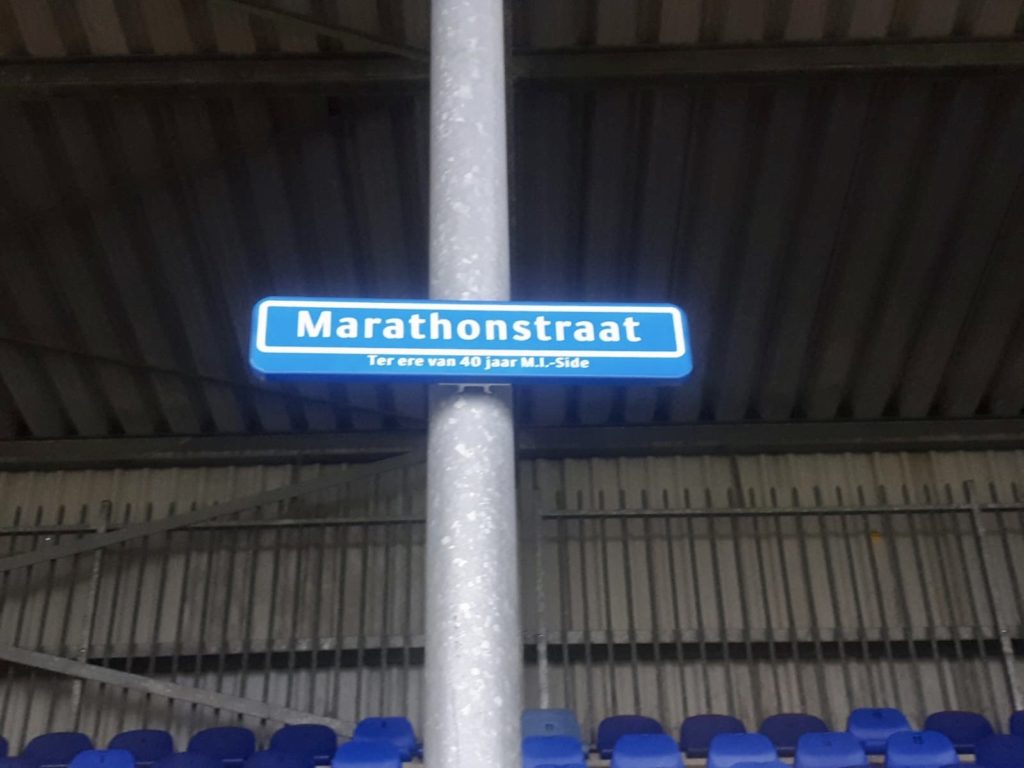 Marathonstraat
Ter ere van 40 jaar M.I.-Side